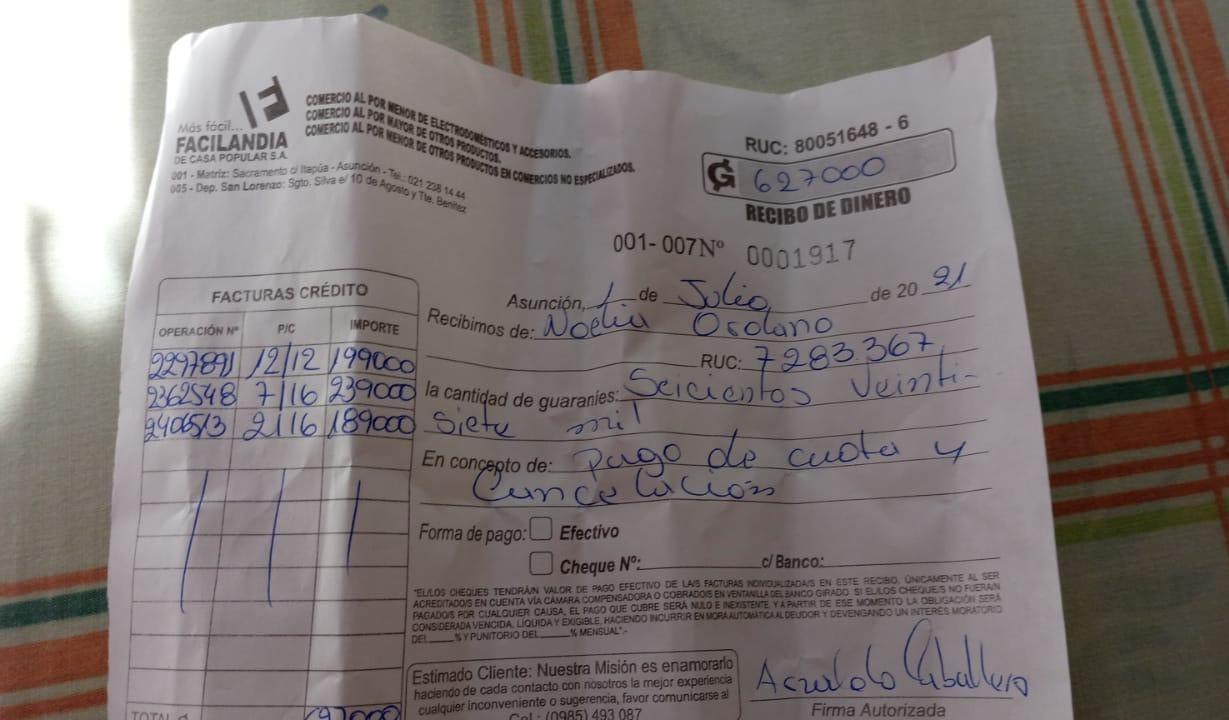 Más fácil...
FACILANDIA
DE CASA POPULAR S.A.
COMERCIO AL POR MENOR DE ELECTRODOMÉSTICOS Y ACCESORIOS.
COMERCIO AL POR MAYOR DE OTROS PRODUCTOS.
COMERCIO AL POR MENOR DE OTROS PRODUCTOS EN COMERCIOS NO ESPECIALIZADOS.
001 - Matriz: Sacramento c/ Itapúa - Asunción - Tel.: 021 238 14 44
005 - Dep. San Lorenzo: Sgto. Silva e/ 10 de Agosto y Tte. Benítez
RUC: 80051648 - 6
G 627000
RECIBO DE DINERO
001- 007 Nº 0001917
Asunción, 1 de Julio de 20 21
Recibimos de: Noelia
RUC: 7283.367
la cantidad de guaraníes: Seicientos Veinti-
siete mil
En concepto de: Pago de cuota y
Cancelación
Forma de pago: Efectivo
Cheque Nº: c/ Banco:
"EL/LOS CHEQUES TENDRÁN VALOR DE PAGO EFECTIVO DE LA/S FACTURAS INDIVIDUALIZADA/S EN ESTE RECIBO, ÚNICAMENTE AL SER
ACREDITADO/S EN CUENTA VÍA CÁMARA COMPENSADORA O COBRADO/S EN VENTANILLA DEL BANCO GIRADO. SI EL/LOS CHEQUE/S NO FUERA/N
PAGADO/S POR CUALQUIER CAUSA, EL PAGO QUE CUBRE SERÁ NULO E INEXISTENTE. Y A PARTIR DE ESE MOMENTO LA OBLIGACIÓN SERÁ
CONSIDERADA VENCIDA, LÍQUIDA Y EXIGIBLE, HACIENDO INCURRIR EN MORA AUTOMÁTICA AL DEUDOR Y DEVENGANDO UN INTERÉS MORATORIO
DEL % Y PUNITORIO DEL % MENSUAL".-
FACTURAS CRÉDITO
OPERACIÓN Nº P/C IMPORTE
2297891 12/12 199000
2362548 7/16 239000
2406513 2/16 189000
TOTAL
Estimado Cliente: Nuestra Misión es enamorarlo
haciendo de cada contacto con nosotros la mejor experiencia
cualquier inconveniente o sugerencia, favor comunicarse al
Cel.: (0985) 493 087
Caballero
Firma Autorizada